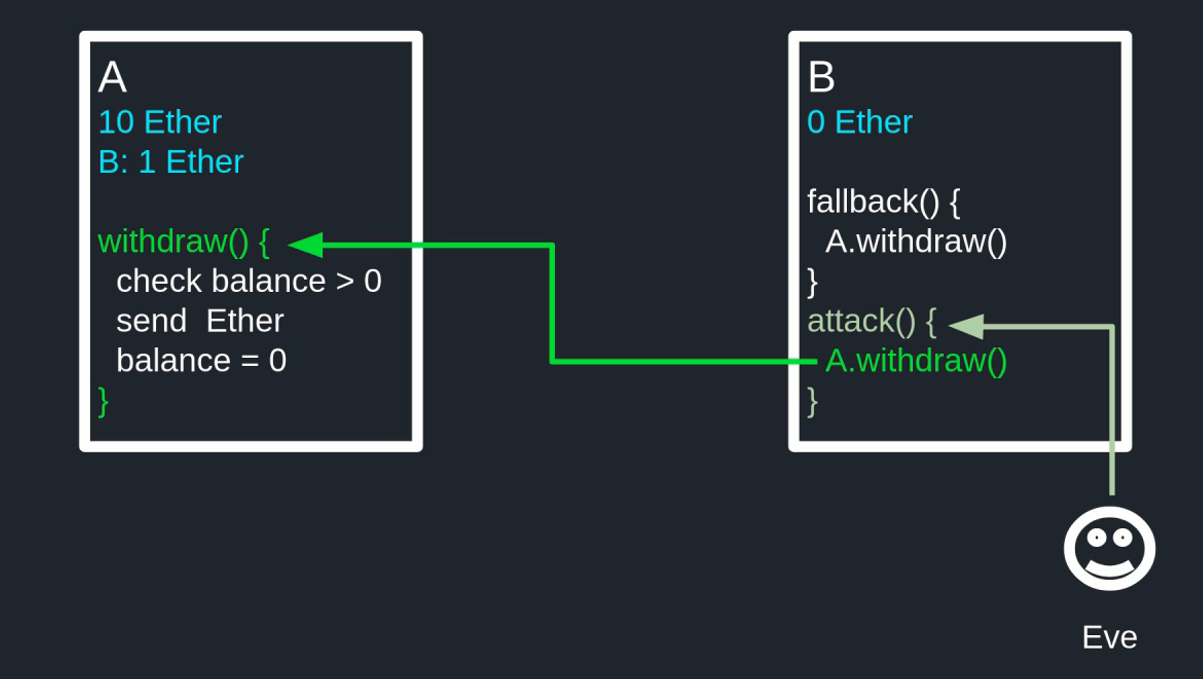 A
10 Ether
B: 1 Ether
withdraw() {
check balance > 0
send  Ether
balance = 0
}
B
0 Ether
fallback() {
A.withdraw()
}
attack() {
A.withdraw()
}
Eve